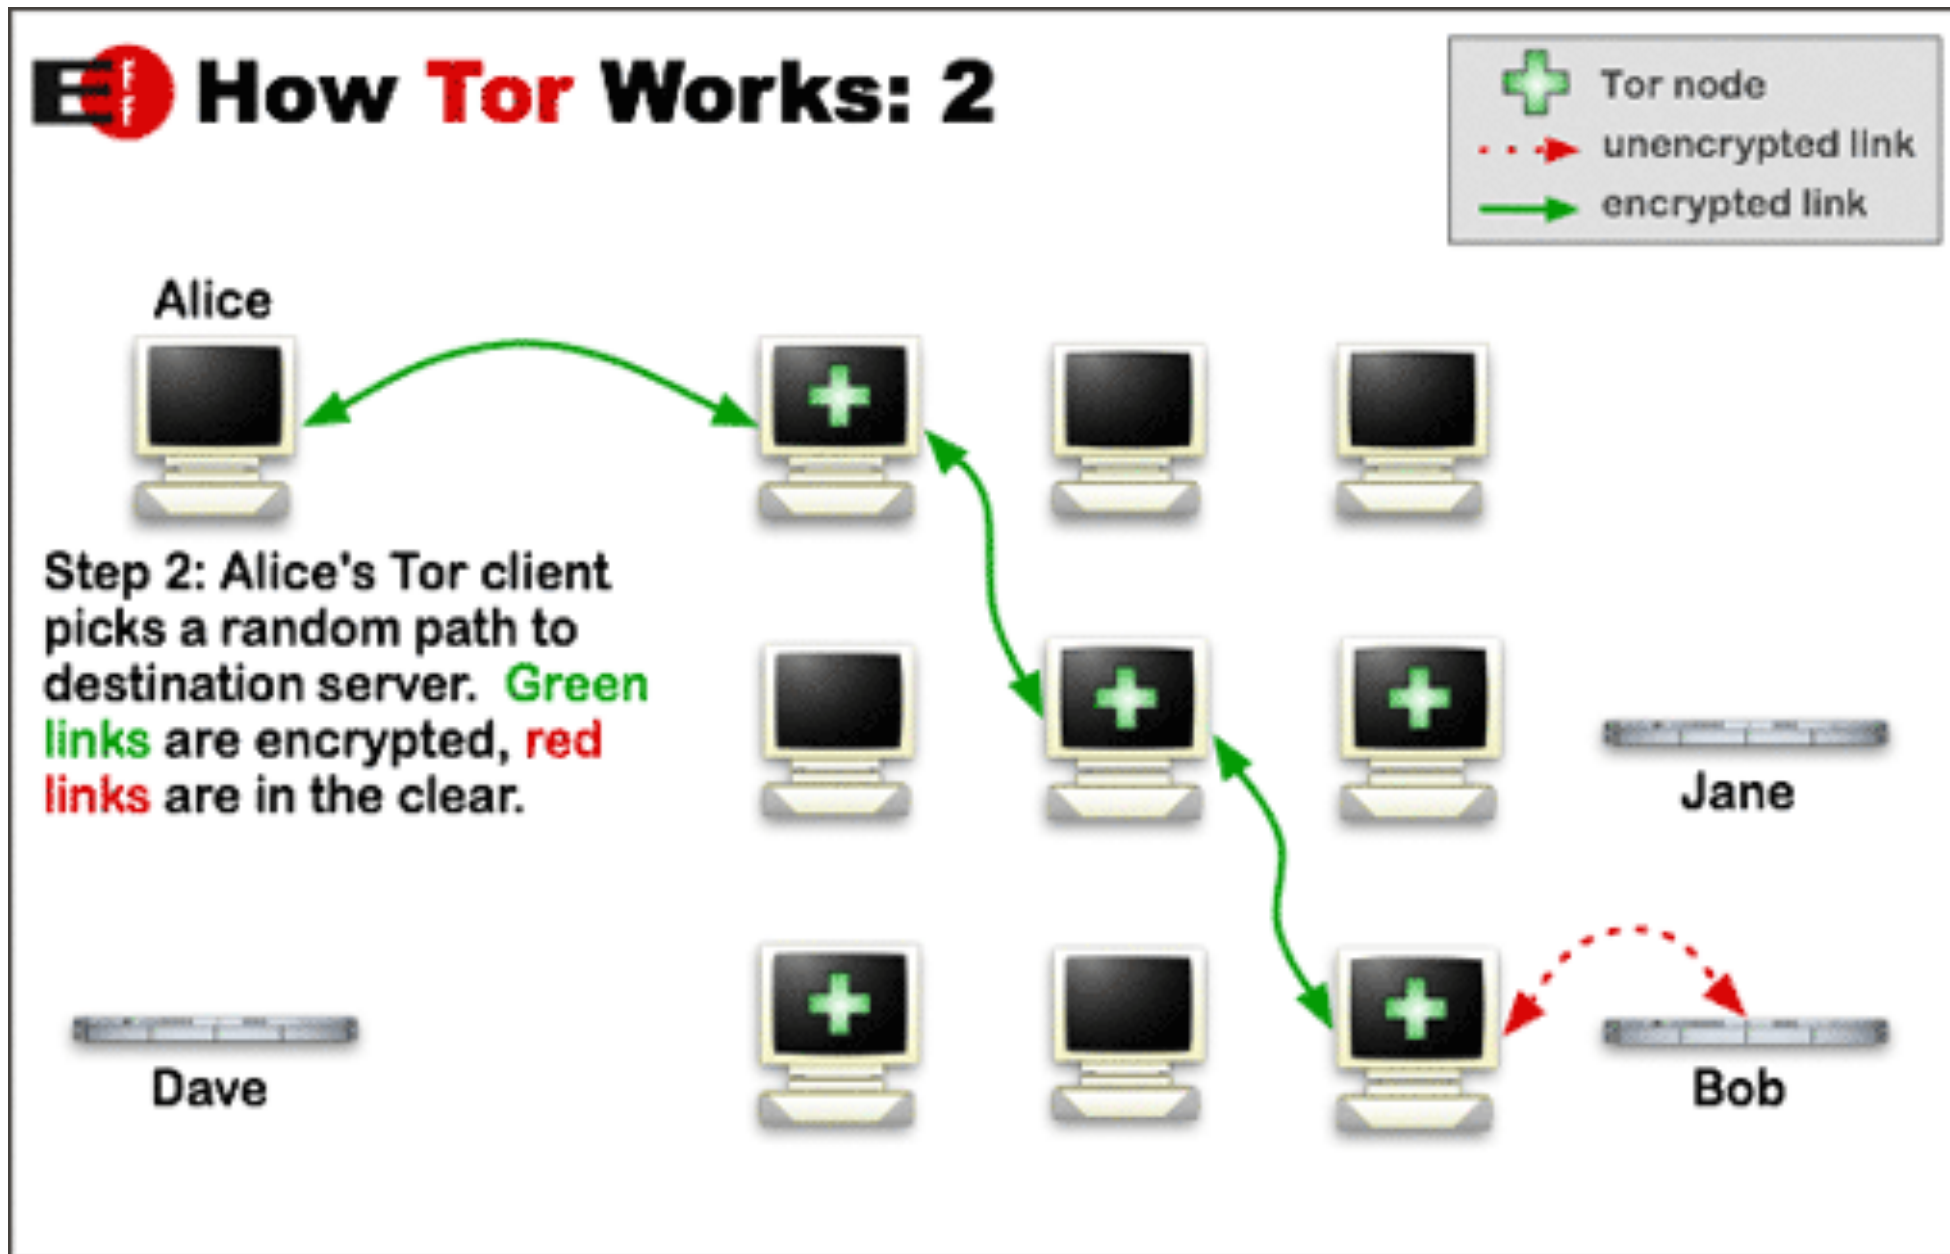 EFF How Tor Works: 2
Tor node
unencrypted link
encrypted link
Alice
Step 2: Alice's Tor client
picks a random path to
destination server. Green
links are encrypted, red
links are in the clear.
Jane
Dave
Bob